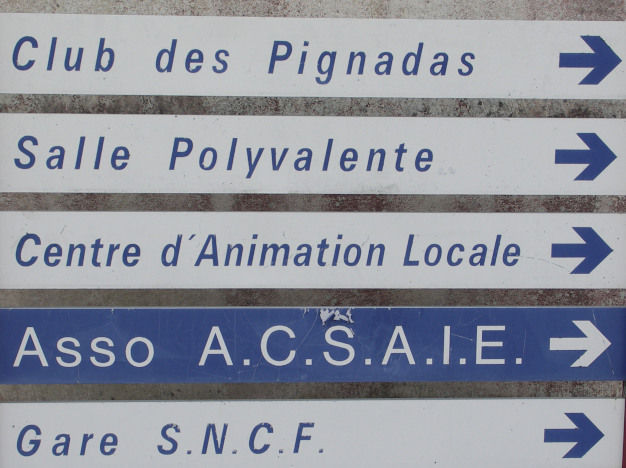 Club des Pignadas
Salle Polyvalente
Centre d'Animation Locale
Asso A.C.S.A.I.E.
Gare S.N.C.F.